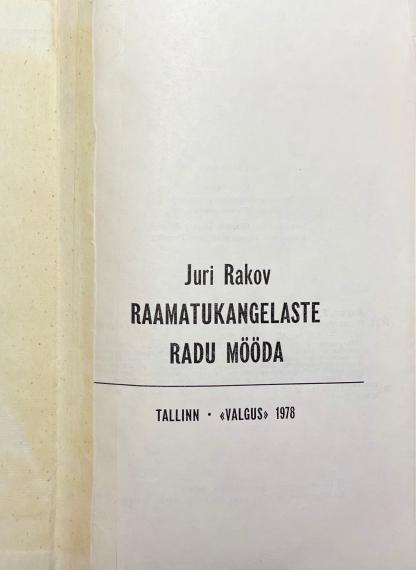 Juri Rakov
RAAMATUKANGELASTE
RADU MÖÖDA
TALLINN · «VALGUS» 1978